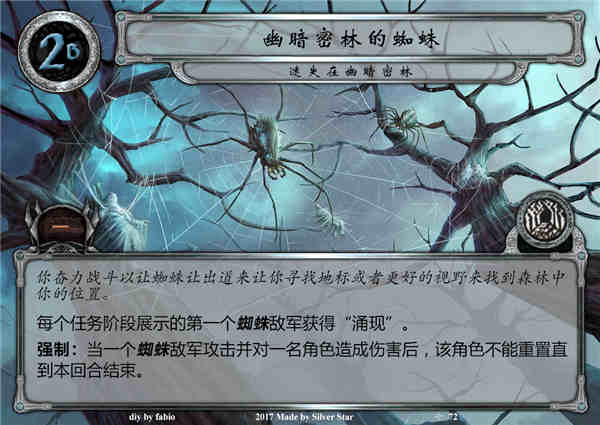 2B
幽暗密林的蜘蛛
迷失在幽暗密林
你奋力战斗以让蜘蛛让出道来让你寻找地标或者更好的视野来找到森林中
你的位置。
每个任务阶段展示的第一个蜘蛛敌军获得“涌现”。
强制：当一个蜘蛛敌军攻击并对一名角色造成伤害后，该角色不能重置直
到本回合结束。
diy by fabio 2017 Made by Silver Star 72